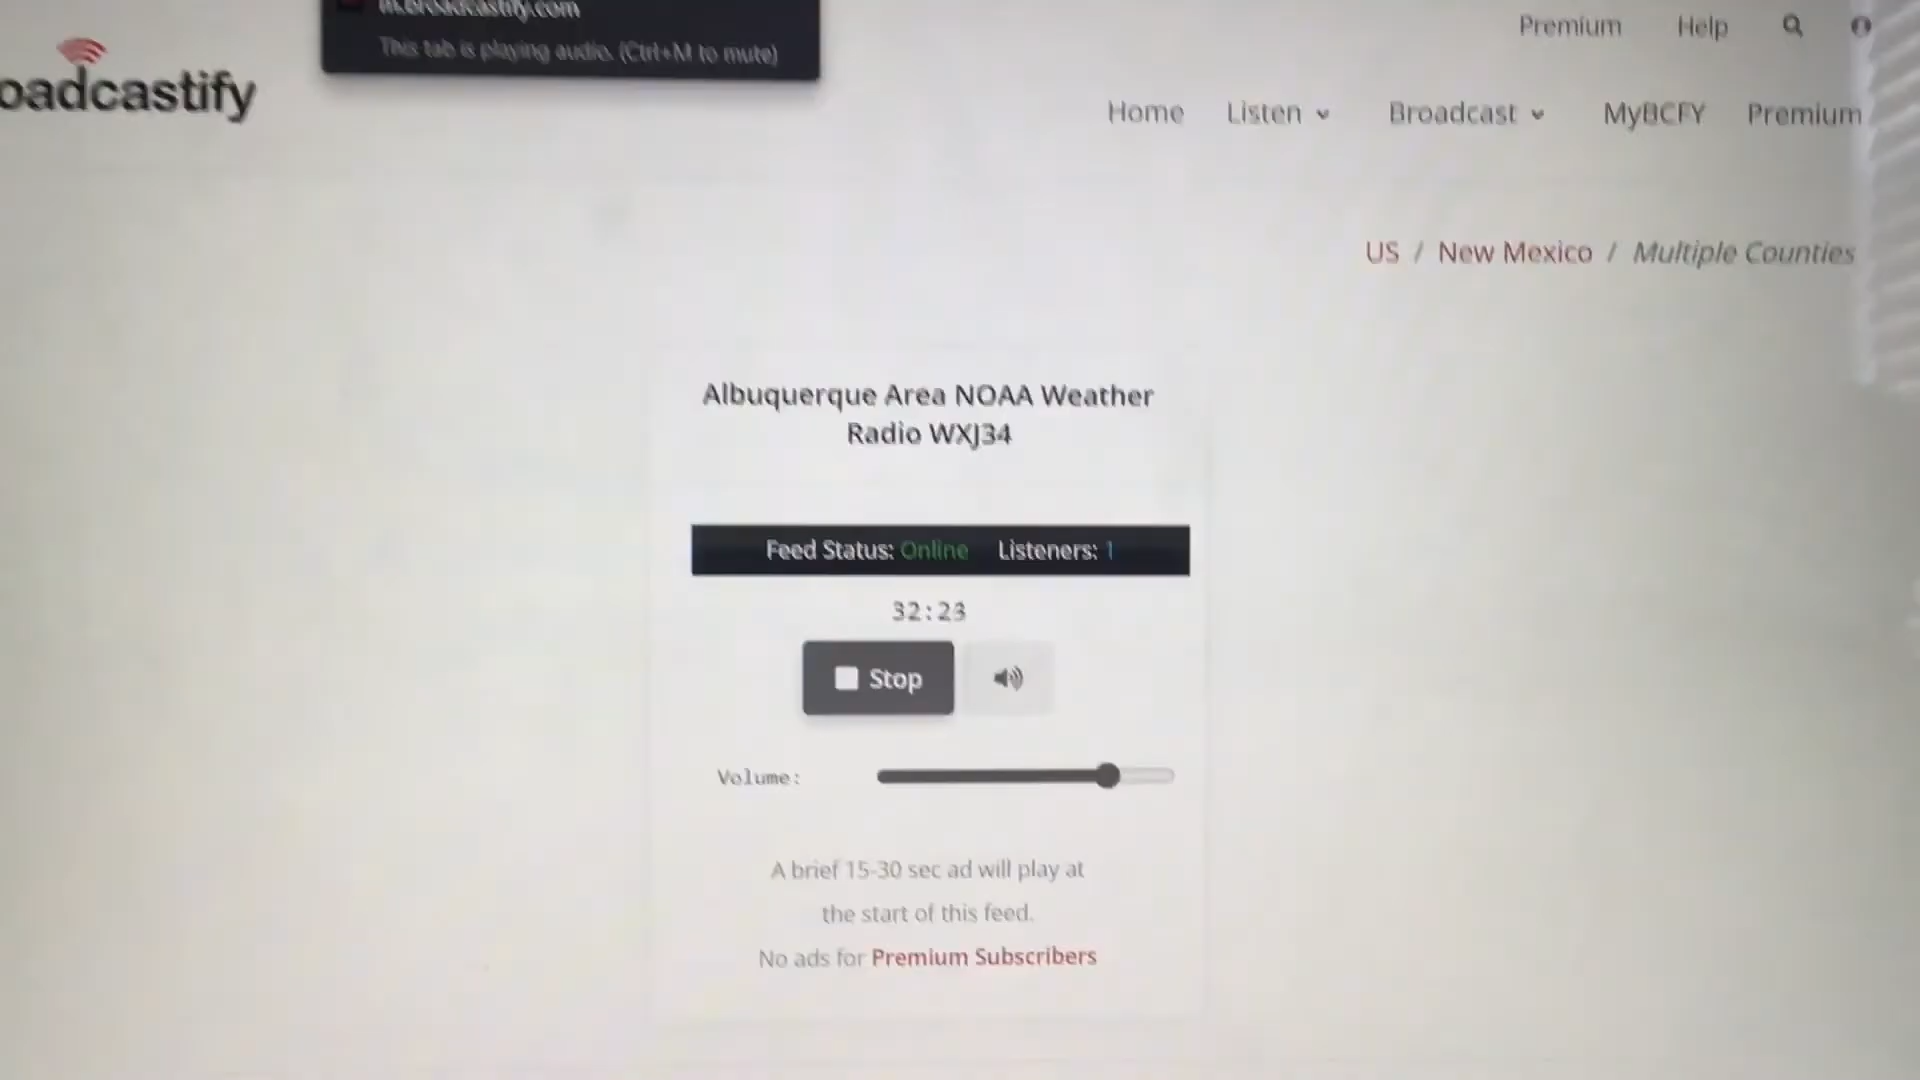 This tab is playing audio. (Ctrl+M to mute)
oadcastify
Premium Help
Home Listen Broadcast MyBCFY Premium
US / New Mexico / Multiple Counties
Albuquerque Area NOAA Weather
Radio WXJ34
Feed Status: Online Listeners: 1
32:23
Stop
Volume:
A brief 15-30 sec ad will play at
the start of this feed.
No ads for Premium Subscribers